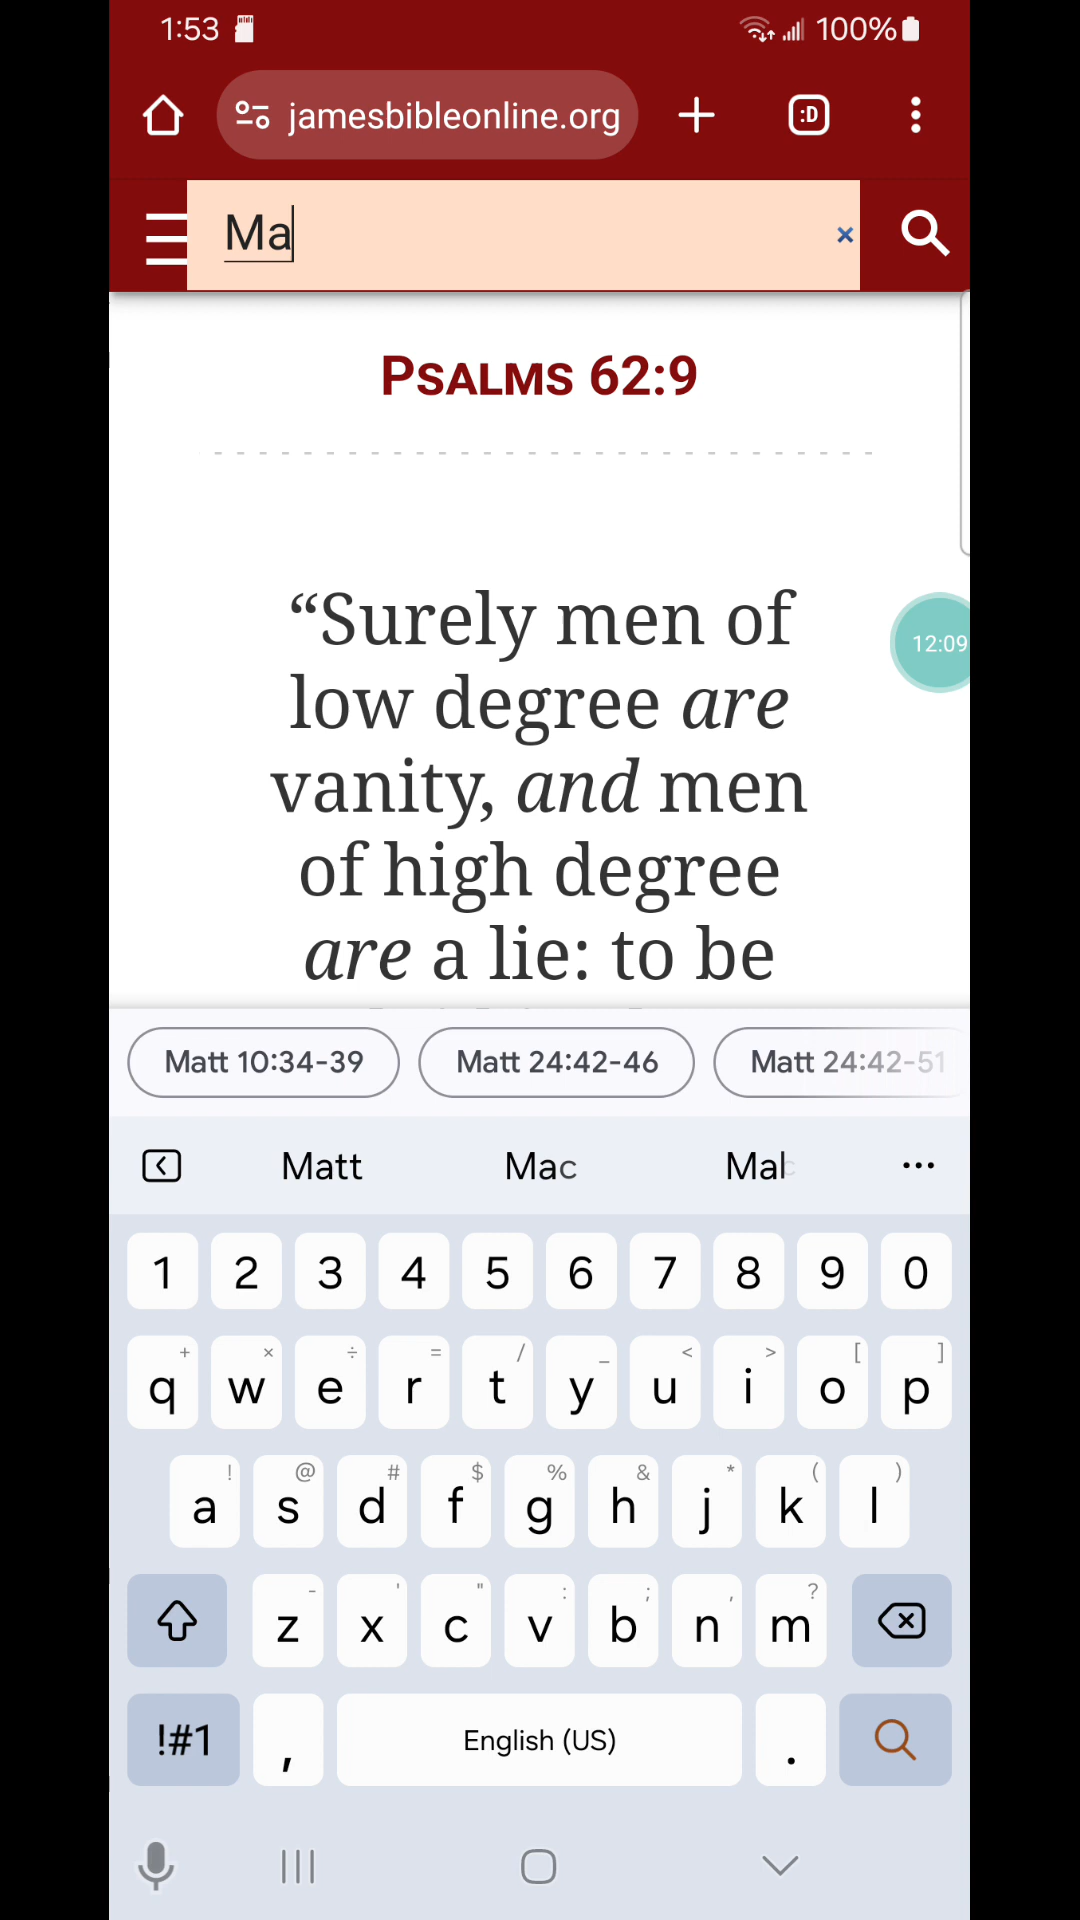 1:53 100%
jamesbibleonline.org :D
Ma ×
PSALMS 62:9
“Surely men of
low degree are
vanity, and men
of high degree
are a lie: to be
12:09
Matt 10:34-39 Matt 24:42-46 Matt 24:42-51
Matt Mac Malc ...
1 2 3 4 5 6 7 8 9 0
+ × ÷ = / _ < > [ ]
q w e r t y u i o p
! @ # $ % & * ( )
a s d f g h j k l
- ' " : ; , ?
z x c v b n m
!#1 , English (US) .